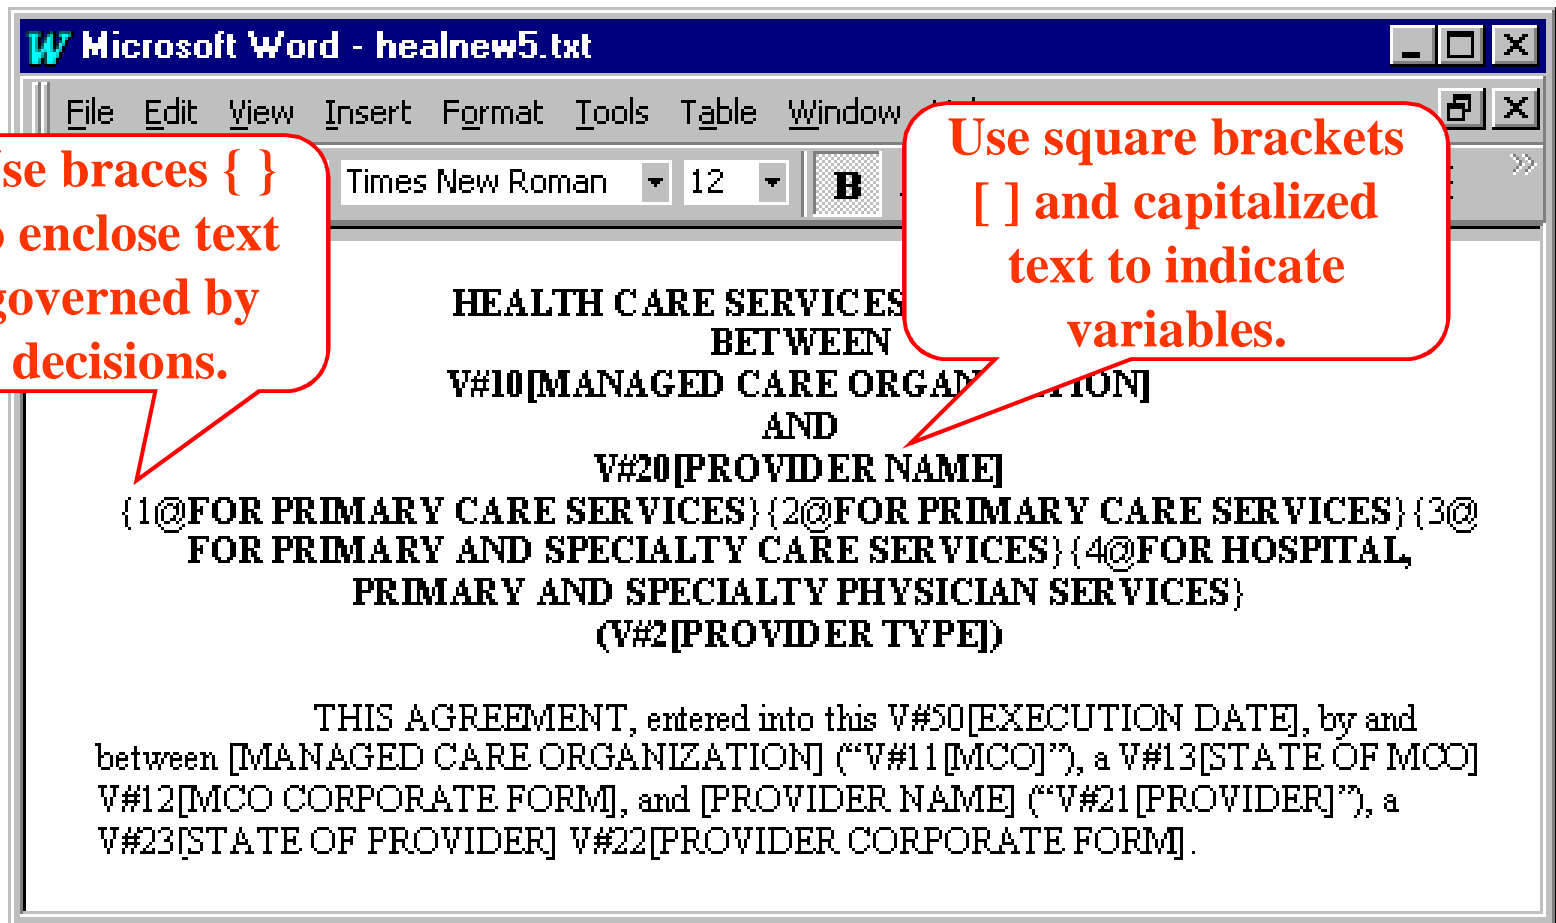 Microsoft Word - healnew5.txt
File Edit View Insert Format Tools Table Window
Times New Roman 12 B
braces { }
enclose text
governed by
decisions.
Use square brackets
[ ] and capitalized
text to indicate
variables.
HEALTH CARE SERVICES
BETWEEN
V#10[MANAGED CARE ORGANIZATION]
AND
V#20[PROVIDER NAME]
{1@FOR PRIMARY CARE SERVICES}{2@FOR PRIMARY CARE SERVICES}{3@
FOR PRIMARY AND SPECIALTY CARE SERVICES}{4@FOR HOSPITAL,
PRIMARY AND SPECIALTY PHYSICIAN SERVICES}
(V#2[PROVIDER TYPE])
THIS AGREEMENT, entered into this V#50[EXECUTION DATE], by and
between [MANAGED CARE ORGANIZATION] (“V#11[MCO]”), a V#13[STATE OF MCO]
V#12[MCO CORPORATE FORM], and [PROVIDER NAME] (“V#21[PROVIDER]”), a
V#23[STATE OF PROVIDER] V#22[PROVIDER CORPORATE FORM].